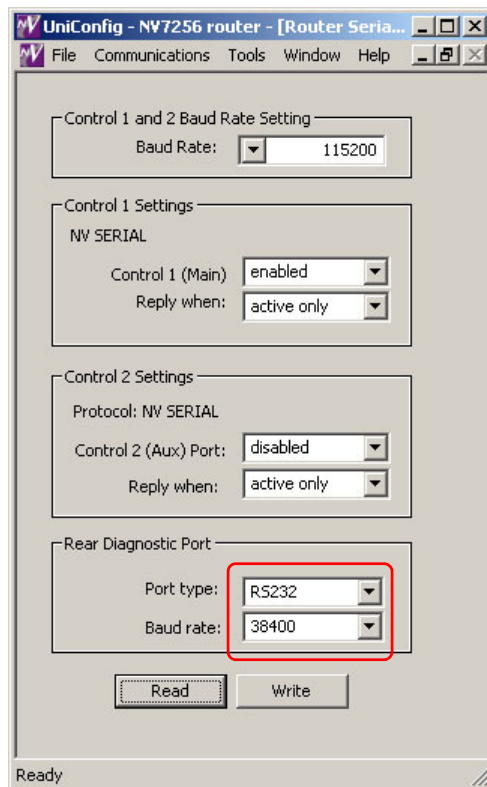 UniConfig - NV7256 router - [Router Seria...
File Communications Tools Window Help
Control 1 and 2 Baud Rate Setting
Baud Rate: 115200
Control 1 Settings
NV SERIAL
Control 1 (Main) enabled
Reply when: active only
Control 2 Settings
Protocol: NV SERIAL
Control 2 (Aux) Port: disabled
Reply when: active only
Rear Diagnostic Port
Port type: RS232
Baud rate: 38400
Read Write
Ready